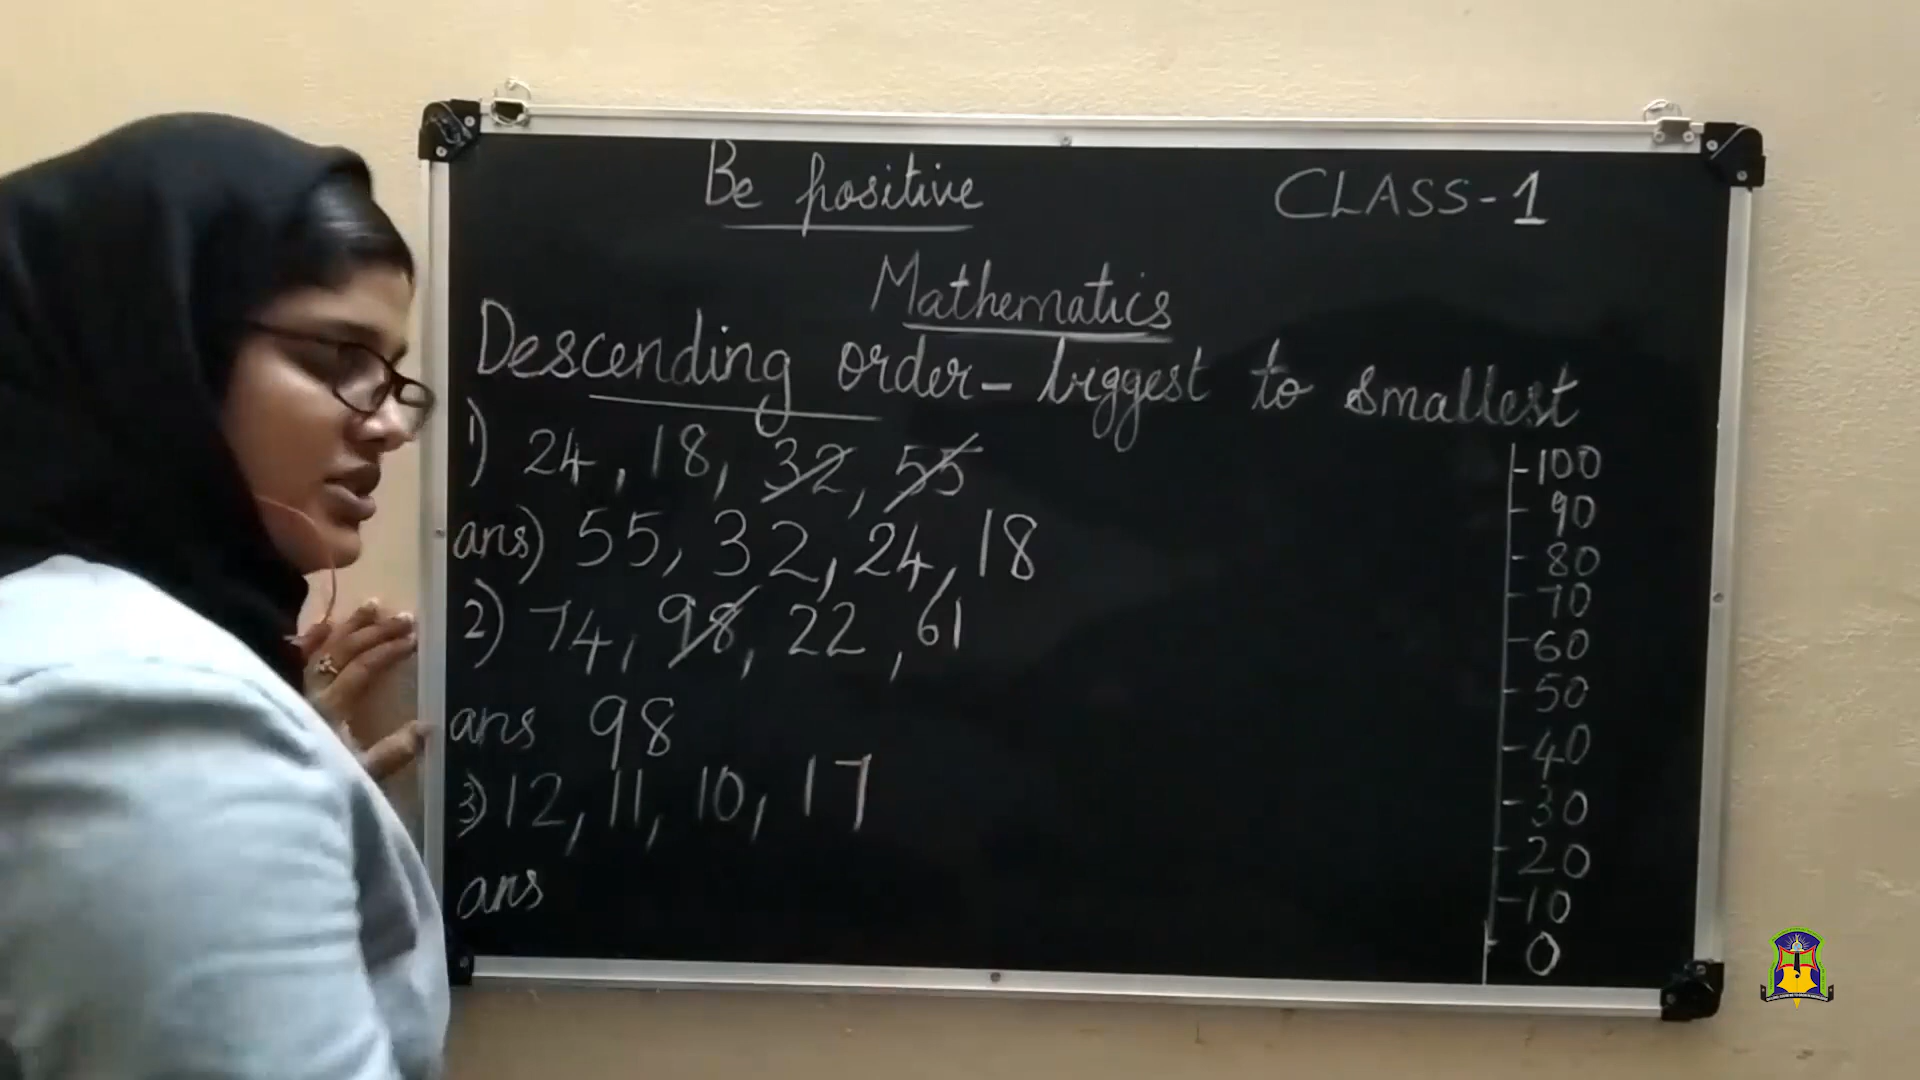 Be positive
CLASS-1
Mathematics
Descending order- biggest to smallest
1) 24, 18, 32, 55
ans) 55, 32, 24, 18
2) 74, 98, 22, 61
ans 98
3) 12, 11, 10, 17
ans
100
90
80
70
60
50
40
30
20
10
0